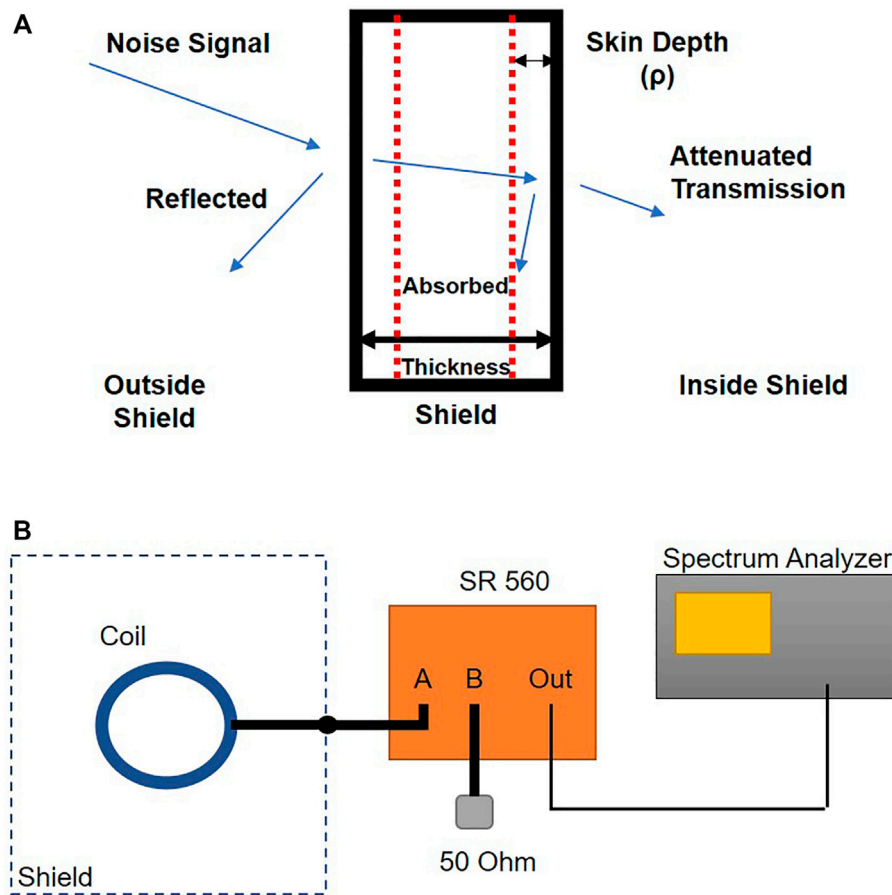 A
Noise Signal
Skin Depth
(ρ)
Attenuated
Transmission
Reflected
Absorbed
Thickness
Outside
Shield
Inside Shield
Shield
B
Spectrum Analyzer
SR 560
Coil
A B Out
50 Ohm
Shield